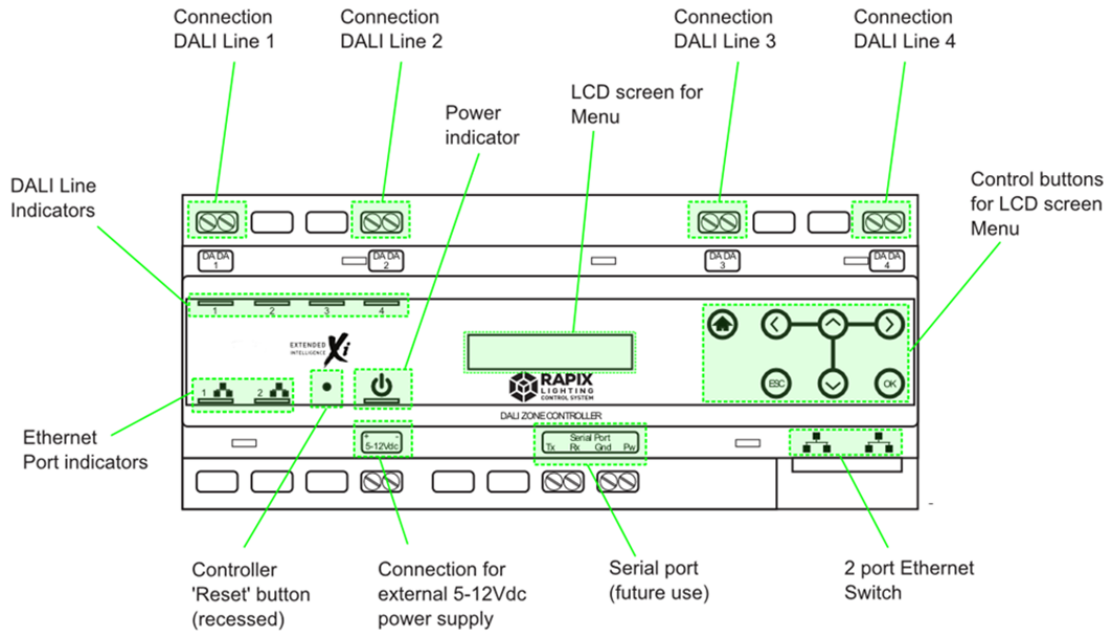 Connection
DALI Line 1
Connection
DALI Line 2
Connection
DALI Line 3
Connection
DALI Line 4
LCD screen for
Menu
Power
indicator
DALI Line
Indicators
Control buttons
for LCD screen
Menu
DA DA
1
DA DA
2
DA DA
3
DA DA
4
1 2 3 4
EXTENDED
INTELLIGENCE Xi
RAPIX
LIGHTING
CONTROL SYSTEM
ESC OK
1 2
DALI ZONE CONTROLLER
Ethernet
Port indicators
+ -
5-12Vdc
Serial Port
Tx Rx Gnd Pw
Controller
'Reset' button
(recessed)
Connection for
external 5-12Vdc
power supply
Serial port
(future use)
2 port Ethernet
Switch